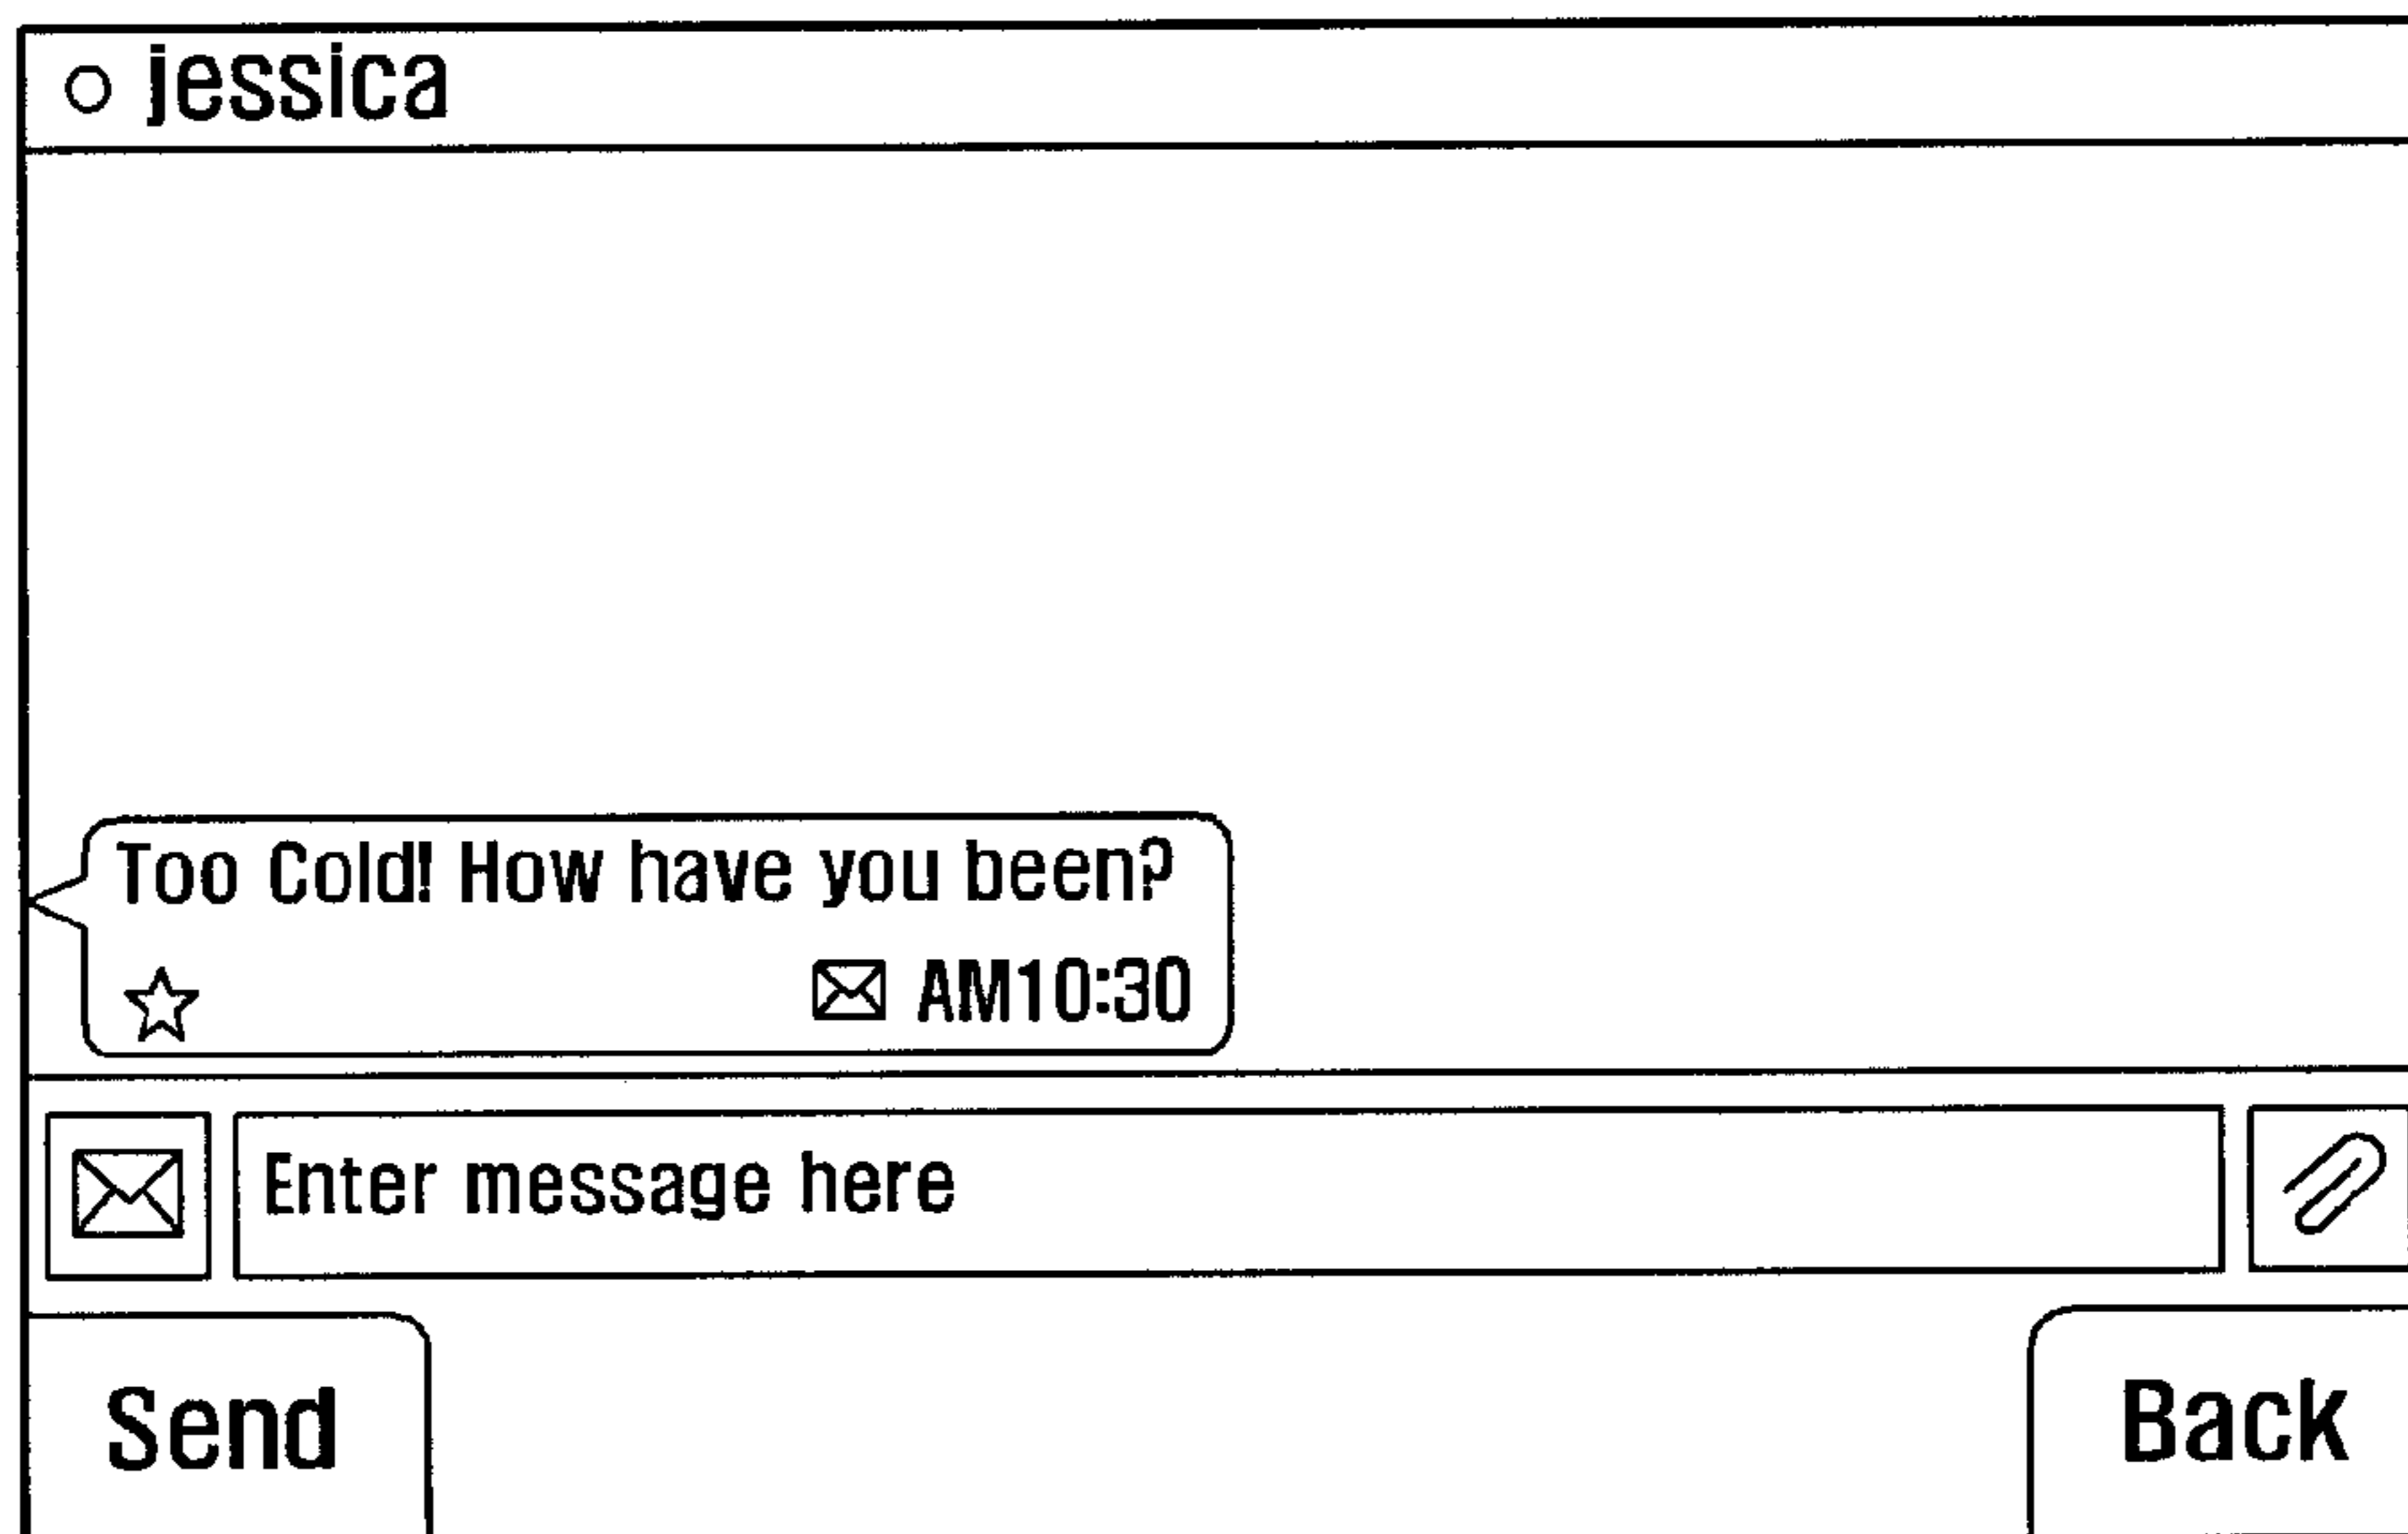 jessica
Too Cold! How have you been?
AM10:30
Enter message here
Send
Back